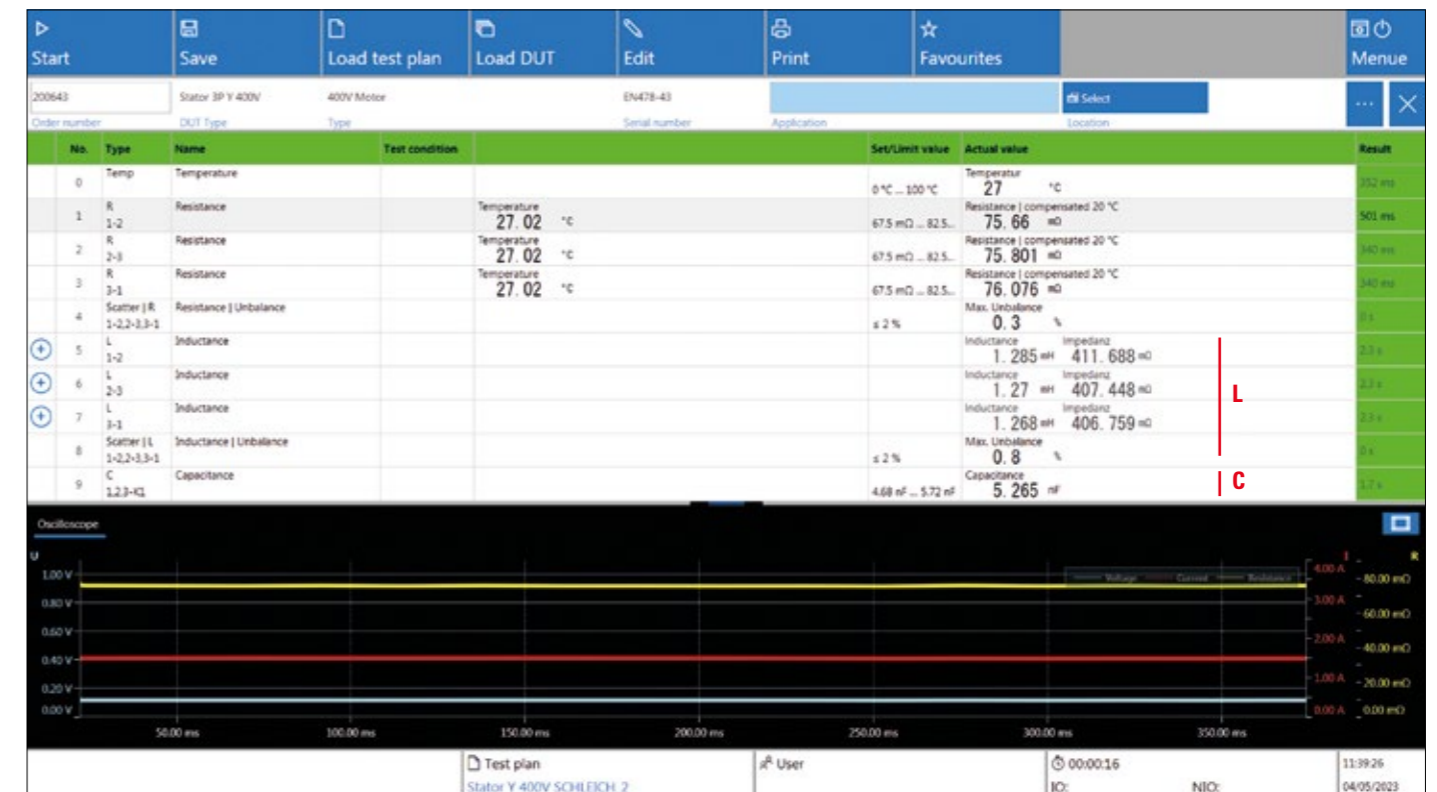 Start Save Load test plan Load DUT Edit Print Favourites Menue
200643 Stator 3P Y 400V 400V Motor EN478-43 Select ...
Order number DUT Type Type Serial number Application Location
No. Type Name Test condition Set/Limit value Actual value Result
0 Temp Temperature 0 °C ... 100 °C Temperatur 27 °C 352 ms
1 R 1-2 Resistance Temperature 27.02 °C 67.5 mΩ ... 82.5... Resistance | compensated 20 °C 75.66 mΩ 501 ms
2 R 2-3 Resistance Temperature 27.02 °C 67.5 mΩ ... 82.5... Resistance | compensated 20 °C 75.801 mΩ 340 ms
3 R 3-1 Resistance Temperature 27.02 °C 67.5 mΩ ... 82.5... Resistance | compensated 20 °C 76.076 mΩ 340 ms
4 Scatter | R 1-2,2-3,3-1 Resistance | Unbalance ≤ 2 % Max. Unbalance 0.3 % 0 s
5 L 1-2 Inductance Inductance 1.285 mH Impedanz 411.688 mΩ 2.3 s
6 L 2-3 Inductance Inductance 1.27 mH Impedanz 407.448 mΩ 2.3 s
L
7 L 3-1 Inductance Inductance 1.268 mH Impedanz 406.759 mΩ 2.3 s
8 Scatter | L 1-2,2-3,3-1 Inductance | Unbalance ≤ 2 % Max. Unbalance 0.8 % 0 s
9 C 1,2,3-K1 Capacitance 4.68 nF ... 5.72 nF Capacitance 5.265 nF 1.7 s
C
Oscilloscope
U I R
Voltage Current Resistance
1.00 V 4.00 A 80.00 mΩ
0.80 V 3.00 A 60.00 mΩ
0.60 V 2.00 A 40.00 mΩ
0.40 V 1.00 A 20.00 mΩ
0.20 V
0.00 V 0.00 A 0.00 mΩ
50.00 ms 100.00 ms 150.00 ms 200.00 ms 250.00 ms 300.00 ms 350.00 ms
Test plan User 00:00:16 11:39:26
Stator Y 400V SCHLEICH_2 IO: NIO: 04/05/2023